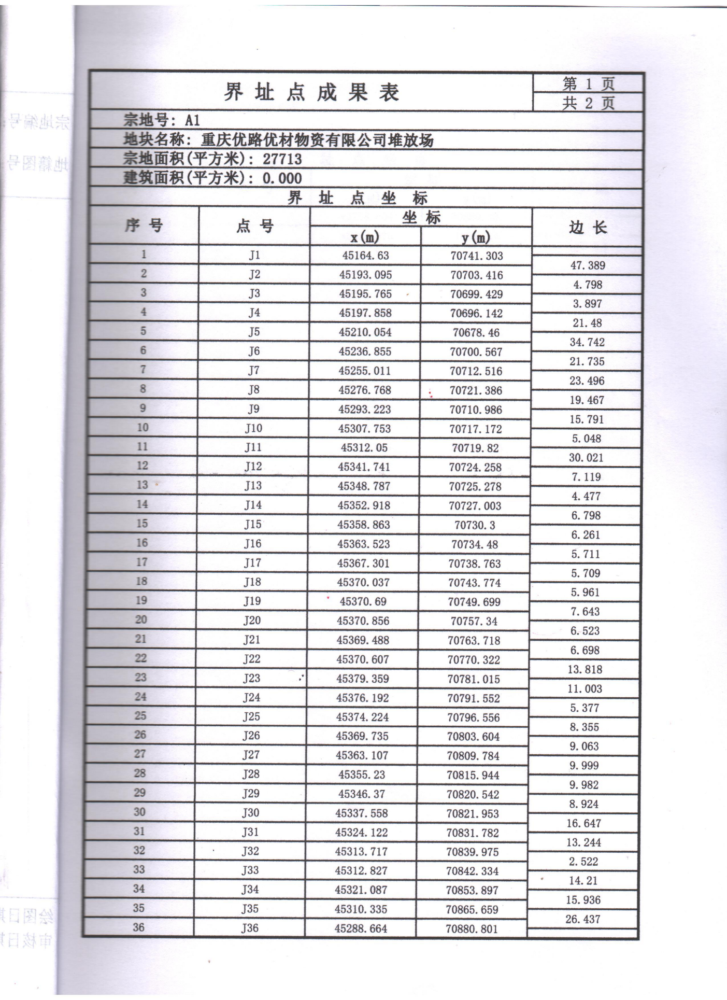 界 址 点 成 果 表
第 1 页
共 2 页
宗地号: A1
地块名称: 重庆优路优材物资有限公司堆放场
宗地面积(平方米): 27713
建筑面积(平方米): 0.000
界 址 点 坐 标
序 号 点 号 坐 标 边 长
x(m) y(m)
1 J1 45164.63 70741.303
47.389
2 J2 45193.095 70703.416
4.798
3 J3 45195.765 70699.429
3.897
4 J4 45197.858 70696.142
21.48
5 J5 45210.054 70678.46
34.742
6 J6 45236.855 70700.567
21.735
7 J7 45255.011 70712.516
23.496
8 J8 45276.768 70721.386
19.467
9 J9 45293.223 70710.986
15.791
10 J10 45307.753 70717.172
5.048
11 J11 45312.05 70719.82
30.021
12 J12 45341.741 70724.258
7.119
13 J13 45348.787 70725.278
4.477
14 J14 45352.918 70727.003
6.798
15 J15 45358.863 70730.3
6.261
16 J16 45363.523 70734.48
5.711
17 J17 45367.301 70738.763
5.709
18 J18 45370.037 70743.774
5.961
19 J19 45370.69 70749.699
7.643
20 J20 45370.856 70757.34
6.523
21 J21 45369.488 70763.718
6.698
22 J22 45370.607 70770.322
13.818
23 J23 45379.359 70781.015
11.003
24 J24 45376.192 70791.552
5.377
25 J25 45374.224 70796.556
8.355
26 J26 45369.735 70803.604
9.063
27 J27 45363.107 70809.784
9.999
28 J28 45355.23 70815.944
9.982
29 J29 45346.37 70820.542
8.924
30 J30 45337.558 70821.953
16.647
31 J31 45324.122 70831.782
13.244
32 J32 45313.717 70839.975
2.522
33 J33 45312.827 70842.334
14.21
34 J34 45321.087 70853.897
15.936
35 J35 45310.335 70865.659
26.437
36 J36 45288.664 70880.801
宗地编号:
地籍图号:
绘图日期
审核日期